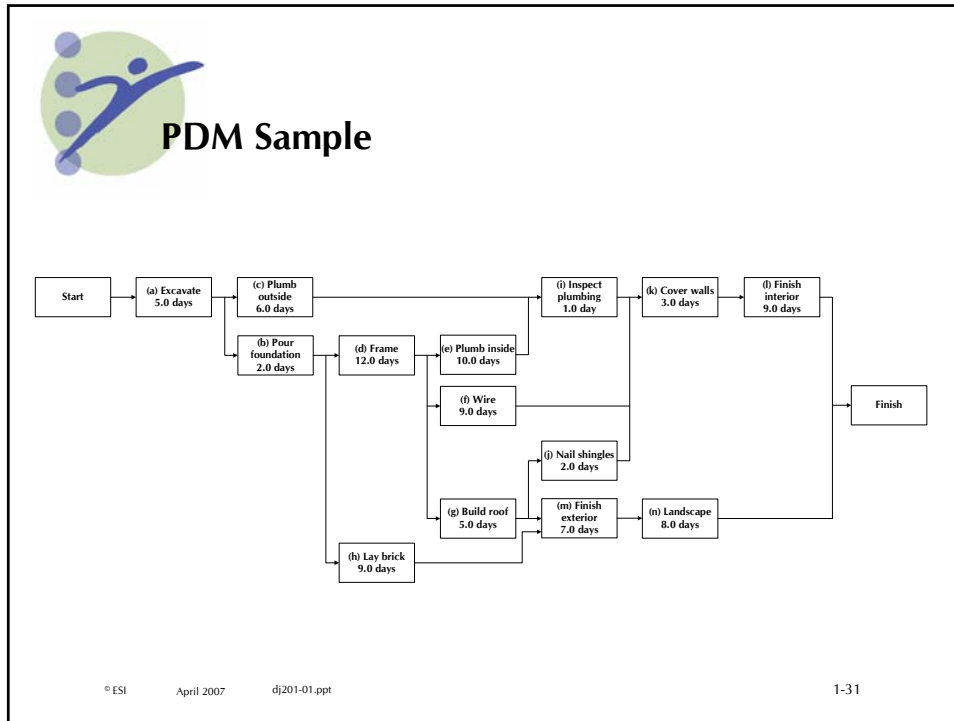 PDM Sample
Start
(a) Excavate
5.0 days
(c) Plumb
outside
6.0 days
(i) Inspect
plumbing
1.0 day
(k) Cover walls
3.0 days
(l) Finish
interior
9.0 days
(b) Pour
foundation
2.0 days
(d) Frame
12.0 days
(e) Plumb inside
10.0 days
(f) Wire
9.0 days
Finish
(j) Nail shingles
2.0 days
(g) Build roof
5.0 days
(m) Finish
exterior
7.0 days
(n) Landscape
8.0 days
(h) Lay brick
9.0 days
© ESI April 2007 dj201-01.ppt 1-31